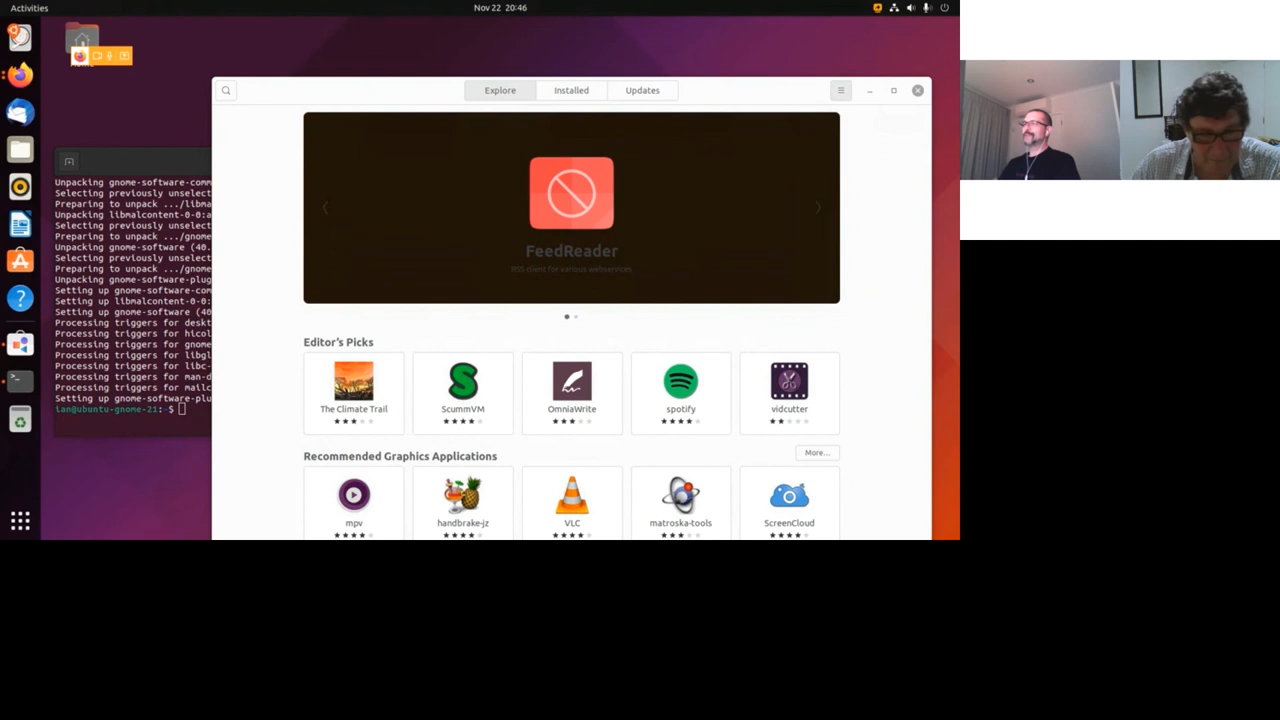 Activities
Nov 22 20:46
Explore
Installed
Updates
Unpacking gnome-software-comm
Selecting previously unselect
Preparing to unpack .../libma
Unpacking libmalcontent-0-0:a
Selecting previously unselect
Preparing to unpack .../gnome
Unpacking gnome-software (40.
Selecting previously unselect
Preparing to unpack .../gnome
Unpacking gnome-software-plug
Setting up gnome-software-com
Setting up libmalcontent-0-0:
Setting up gnome-software (40
Processing triggers for deskt
Processing triggers for hicol
Processing triggers for gnome
Processing triggers for libgl
Processing triggers for libc-
Processing triggers for man-d
Processing triggers for mailc
Setting up gnome-software-plu
ian@ubuntu-gnome-21:~$
FeedReader
RSS client for various webservices
Editor's Picks
The Climate Trail
ScummVM
OmniaWrite
spotify
vidcutter
Recommended Graphics Applications
More...
mpv
handbrake-jz
VLC
matroska-tools
ScreenCloud